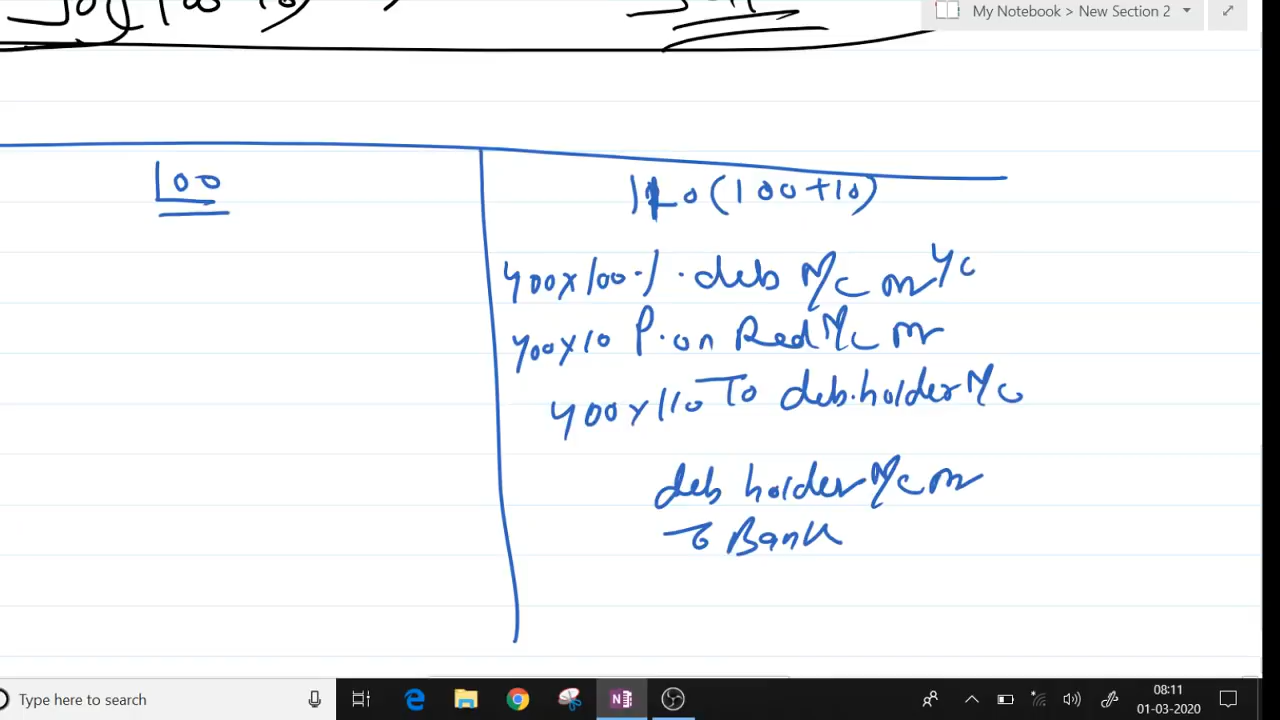 My Notebook > New Section 2
100
110 (100+10)
400x100 ./. deb A/c Dr A/c
400x10 P. on Red A/c Dr
400x110 To deb.holder A/c
deb holder A/c Dr
To Bank
Type here to search
08:11
01-03-2020